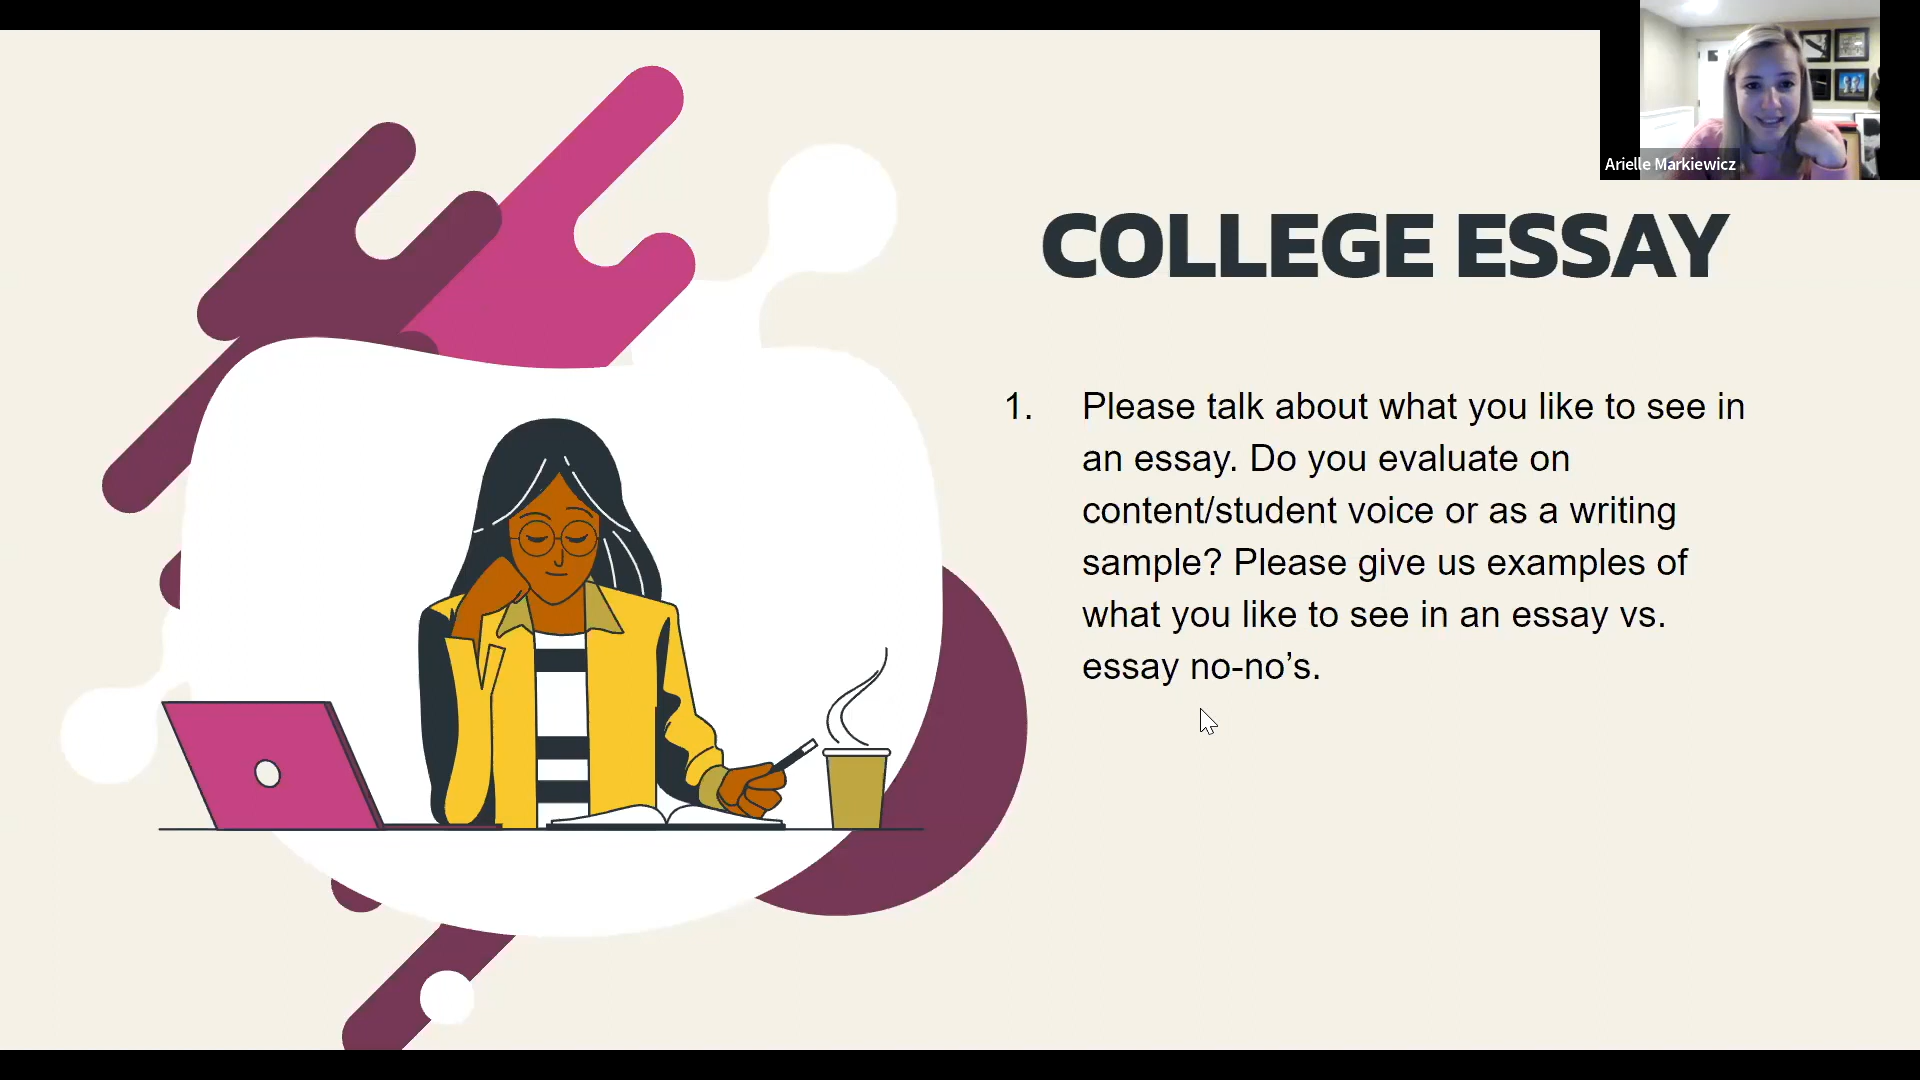 Arielle Markiewicz
COLLEGE ESSAY
1. Please talk about what you like to see in
an essay. Do you evaluate on
content/student voice or as a writing
sample? Please give us examples of
what you like to see in an essay vs.
essay no-no’s.